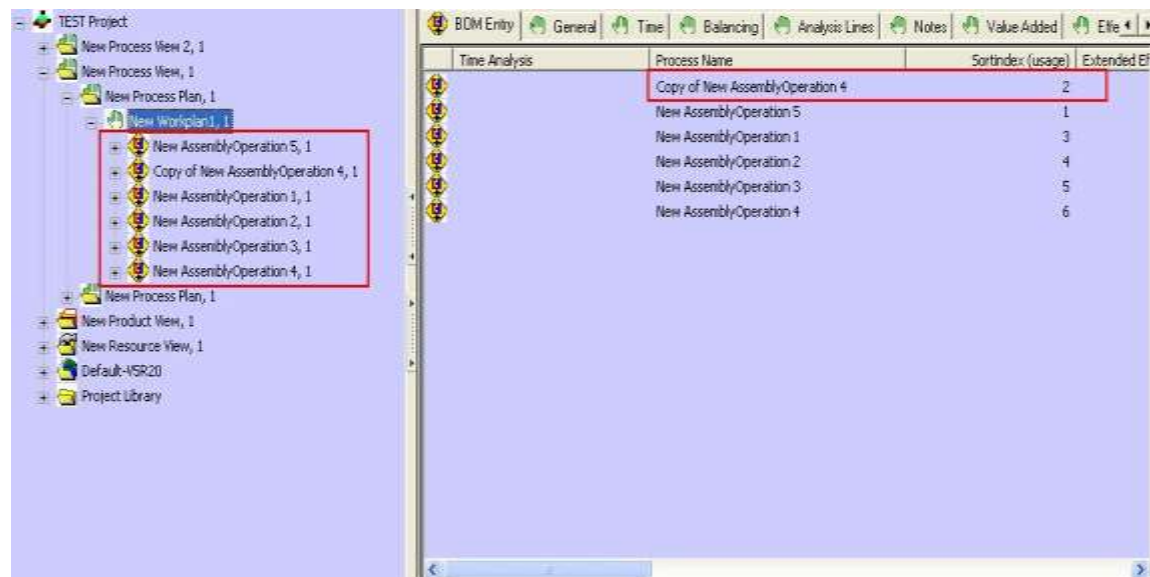 TEST Project
New Process View 2, 1
New Process View, 1
New Process Plan, 1
New Workplan1, 1
New AssemblyOperation 5, 1
Copy of New AssemblyOperation 4, 1
New AssemblyOperation 1, 1
New AssemblyOperation 2, 1
New AssemblyOperation 3, 1
New AssemblyOperation 4, 1
New Process Plan, 1
New Product View, 1
New Resource View, 1
Default-V5R20
Project Library
BOM Entry General Time Balancing Analysis Lines Notes Value Added Effe
Time Analysis Process Name Sortindex (usage) Extended Ef
Copy of New AssemblyOperation 4 2
New AssemblyOperation 5 1
New AssemblyOperation 1 3
New AssemblyOperation 2 4
New AssemblyOperation 3 5
New AssemblyOperation 4 6